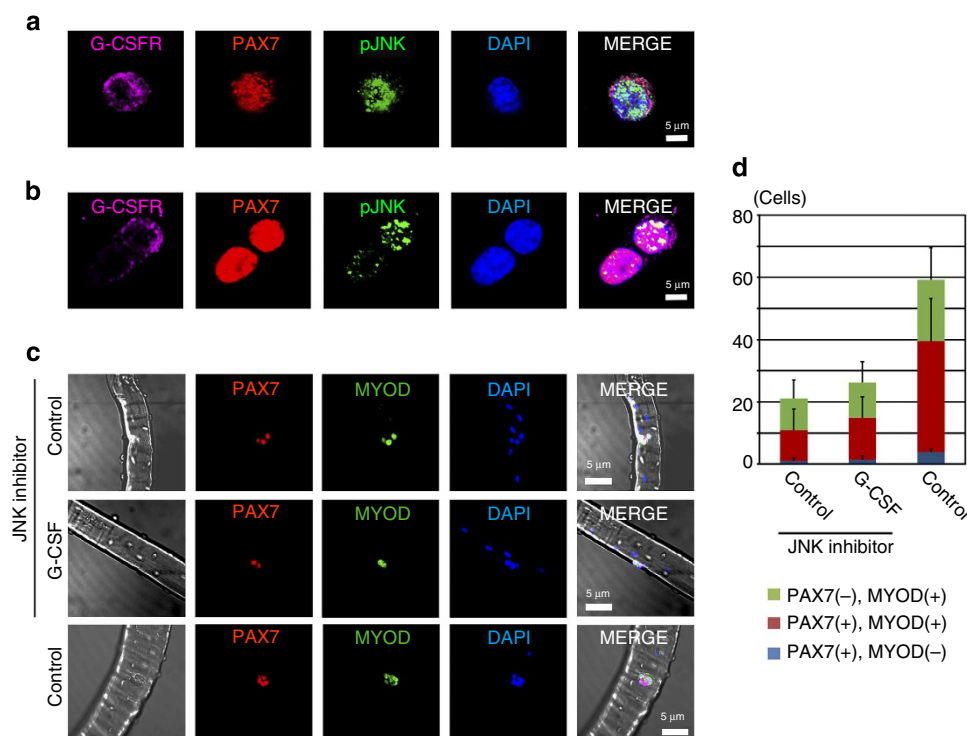 a
G-CSFR PAX7 pJNK DAPI MERGE
5 µm
b
G-CSFR PAX7 pJNK DAPI MERGE
5 µm
c
JNK inhibitor
Control
PAX7 MYOD DAPI MERGE
5 µm
G-CSF
PAX7 MYOD DAPI MERGE
5 µm
Control
PAX7 MYOD DAPI MERGE
5 µm
d
(Cells)
80
60
40
20
0
Control G-CSF Control
JNK inhibitor
PAX7(–), MYOD(+)
PAX7(+), MYOD(+)
PAX7(+), MYOD(–)